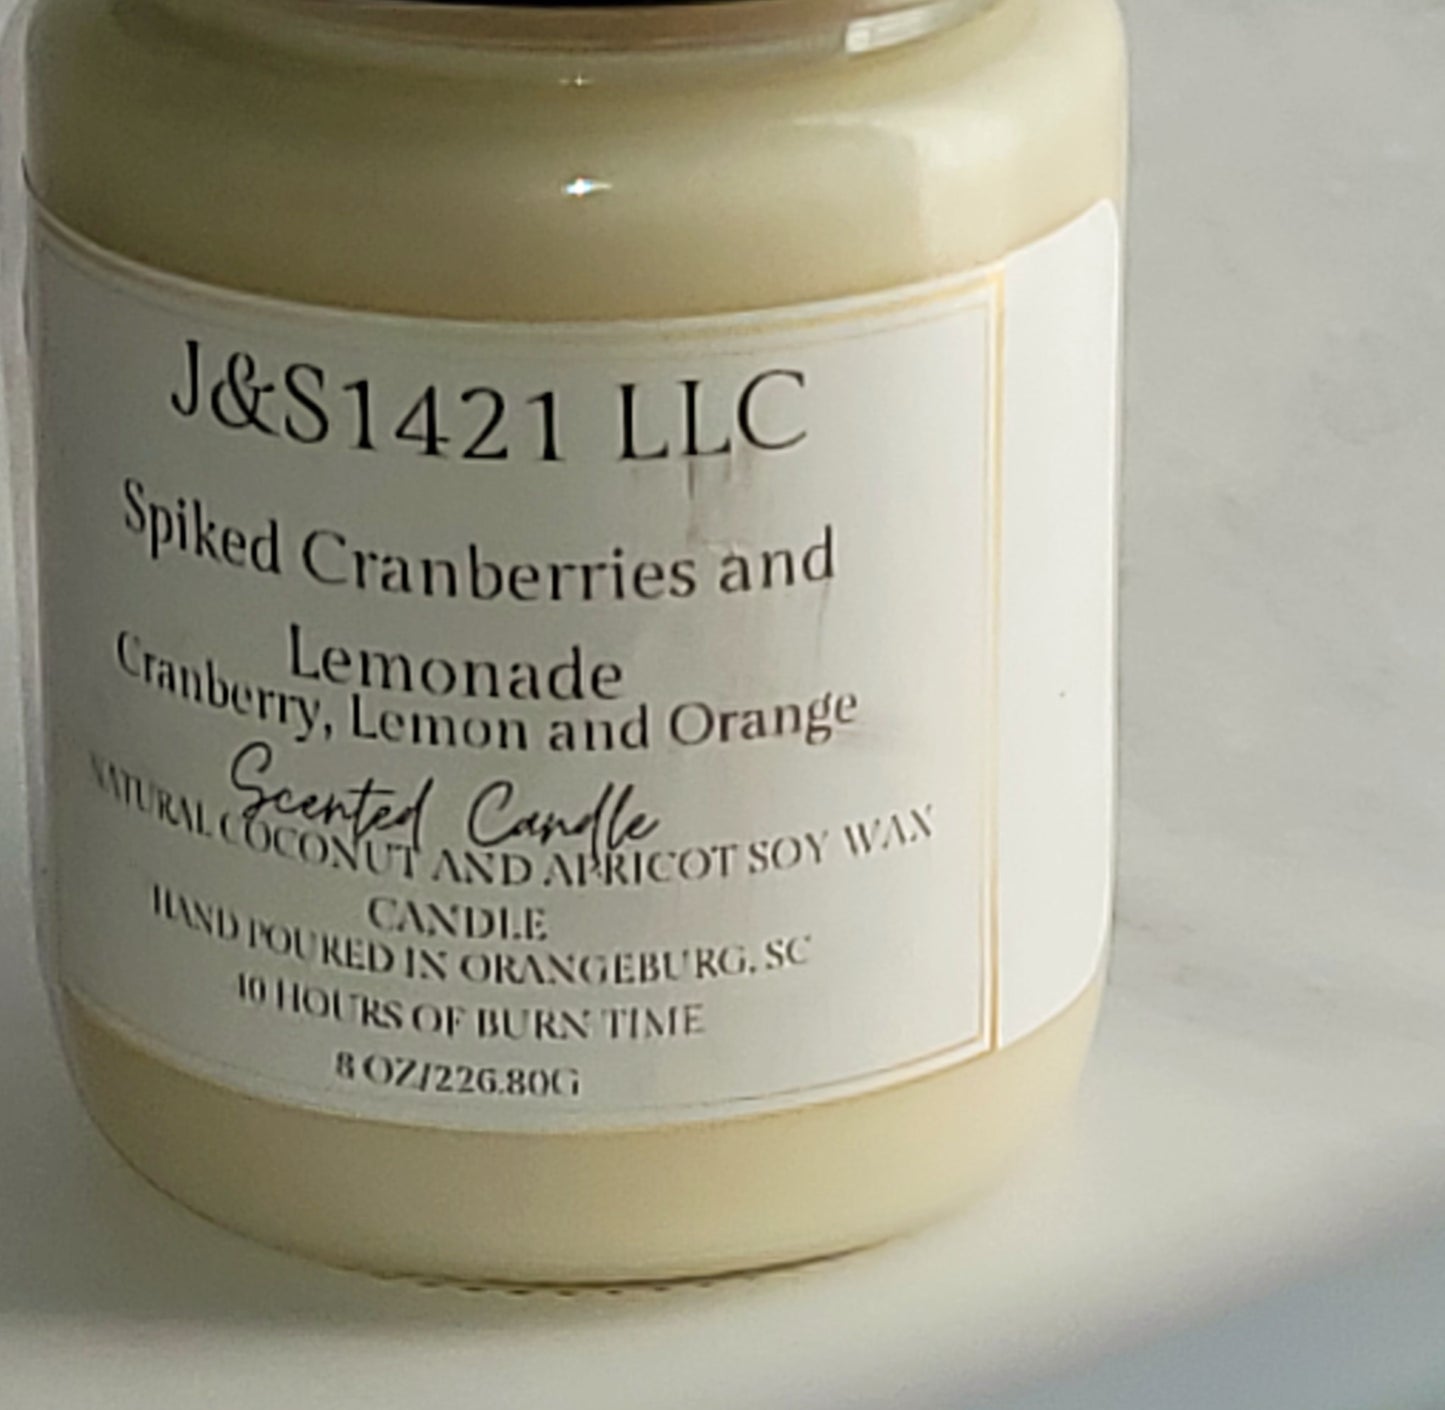 J&S1421 LLC
Spiked Cranberries and
Lemonade
Cranberry, Lemon and Orange
Scented Candle
NATURAL COCONUT AND APRICOT SOY WAX
CANDLE
HAND POURED IN ORANGEBURG, SC
40 HOURS OF BURN TIME
8 OZ/226.80G